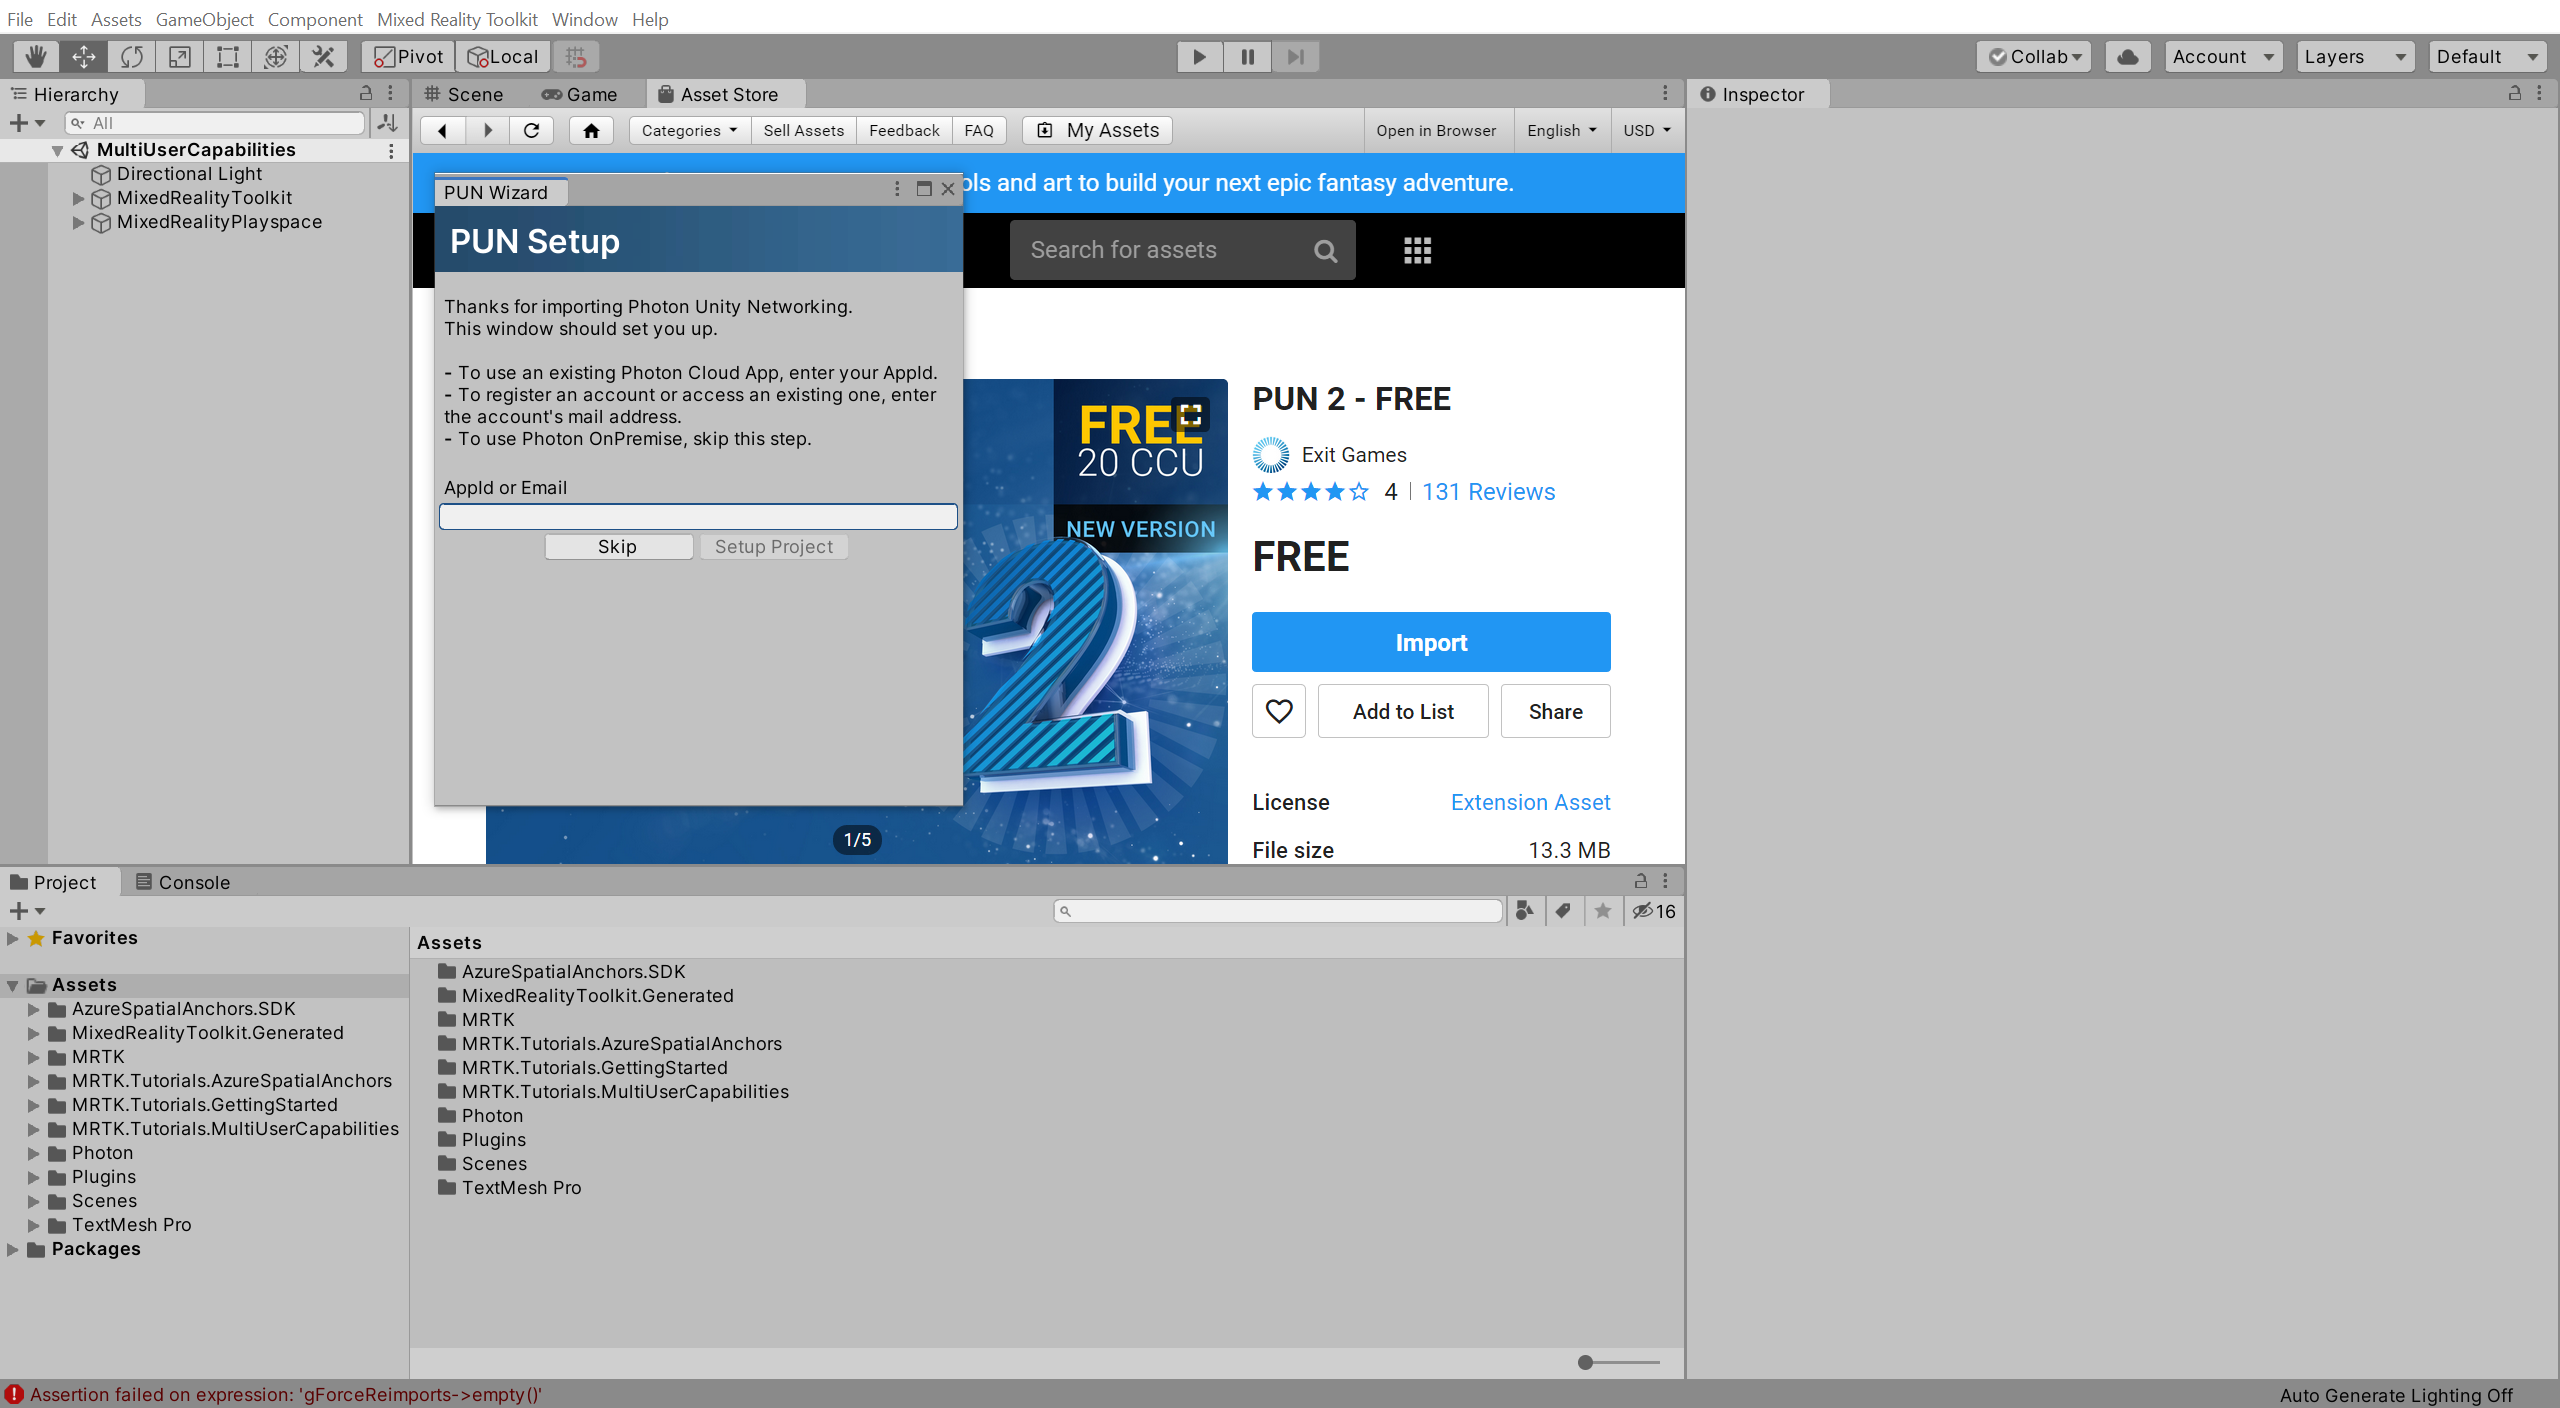 File Edit Assets GameObject Component Mixed Reality Toolkit Window Help
Pivot Local Collab Account Layers Default
Hierarchy
All
MultiUserCapabilities
Directional Light
MixedRealityToolkit
MixedRealityPlayspace
Scene Game Asset Store
Categories Sell Assets Feedback FAQ My Assets Open in Browser English USD
ols and art to build your next epic fantasy adventure.
Search for assets
PUN Wizard
PUN Setup
Thanks for importing Photon Unity Networking.
This window should set you up.
- To use an existing Photon Cloud App, enter your AppId.
- To register an account or access an existing one, enter
the account's mail address.
- To use Photon OnPremise, skip this step.
AppId or Email
Skip Setup Project
FREE
20 CCU
NEW VERSION
2
1/5
PUN 2 - FREE
Exit Games
4 131 Reviews
FREE
Import
Add to List Share
License Extension Asset
File size 13.3 MB
Inspector
Project Console
16
Favorites
Assets
AzureSpatialAnchors.SDK
MixedRealityToolkit.Generated
MRTK
MRTK.Tutorials.AzureSpatialAnchors
MRTK.Tutorials.GettingStarted
MRTK.Tutorials.MultiUserCapabilities
Photon
Plugins
Scenes
TextMesh Pro
Packages
Assets
AzureSpatialAnchors.SDK
MixedRealityToolkit.Generated
MRTK
MRTK.Tutorials.AzureSpatialAnchors
MRTK.Tutorials.GettingStarted
MRTK.Tutorials.MultiUserCapabilities
Photon
Plugins
Scenes
TextMesh Pro
Assertion failed on expression: 'gForceReimports->empty()'
Auto Generate Lighting Off